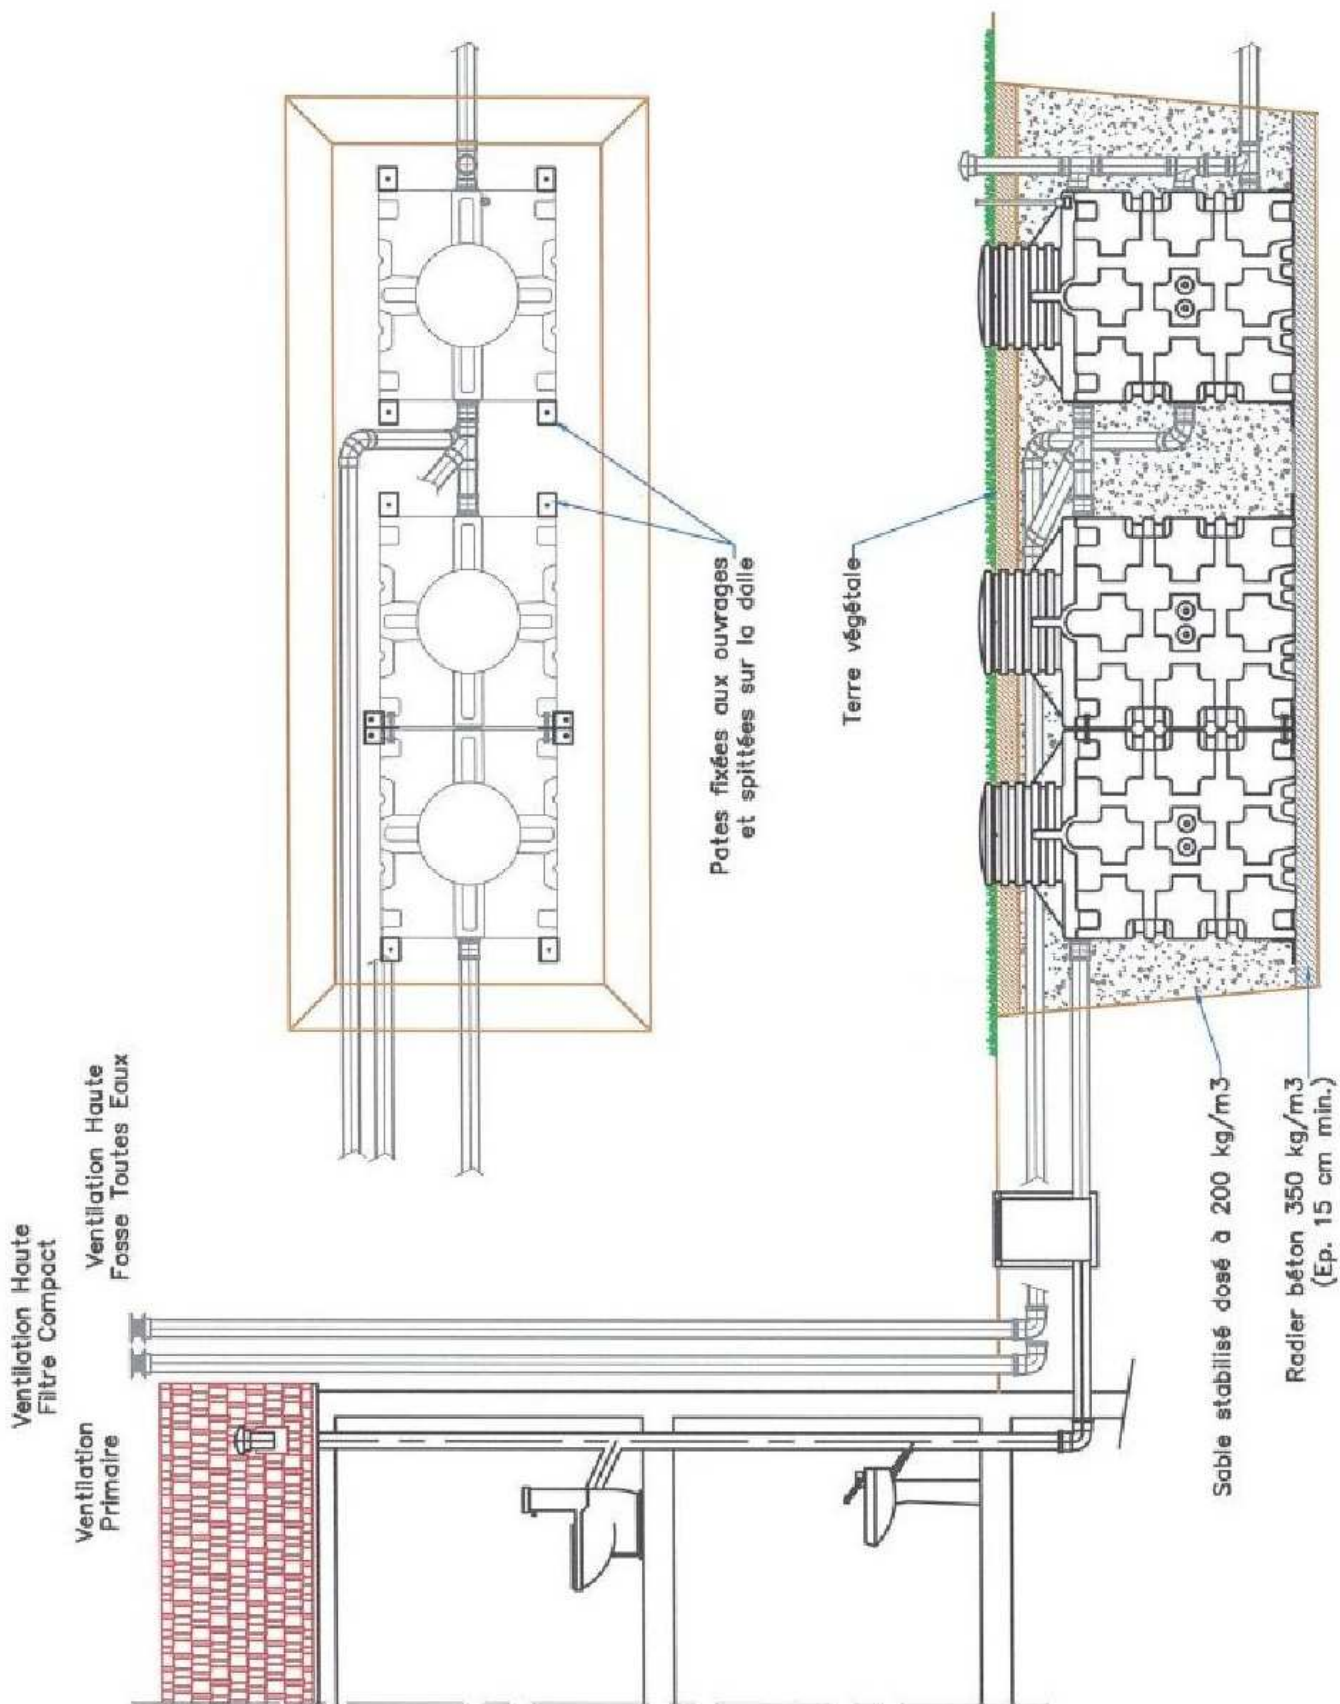 Ventilation Haute
Filtre Compact
Ventilation
Primaire
Ventilation Haute
Fosse Toutes Eaux
Pates fixées aux ouvrages
et spittées sur la dalle
Terre végétale
Sable stabilisé dosé à 200 kg/m3
Radier béton 350 kg/m3
(Ep. 15 cm min.)